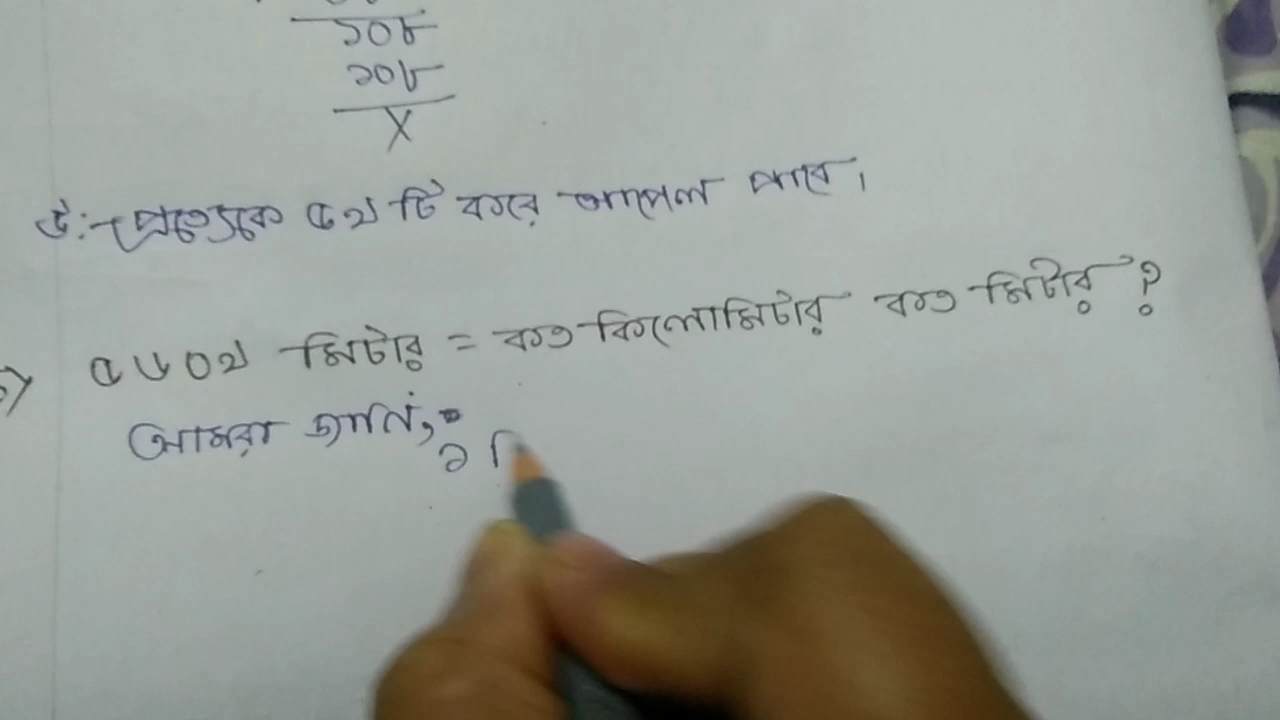 ১০৮
১০৮
X
উ:- প্রত্যেকে ৫২ টি করে আপেল পাবে।
৫৬০২ মিটার = কত কিলোমিটার কত মিটার ?
আমরা জানি,
১ কি